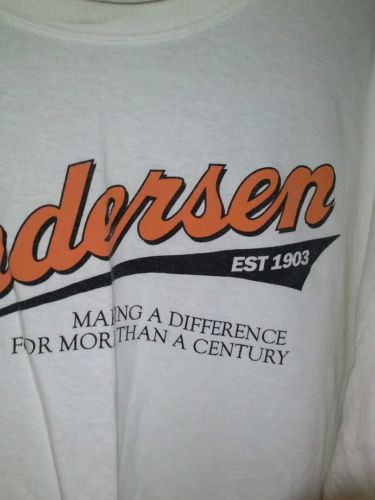 ndersen
EST 1903
MAKING A DIFFERENCE
FOR MORE THAN A CENTURY